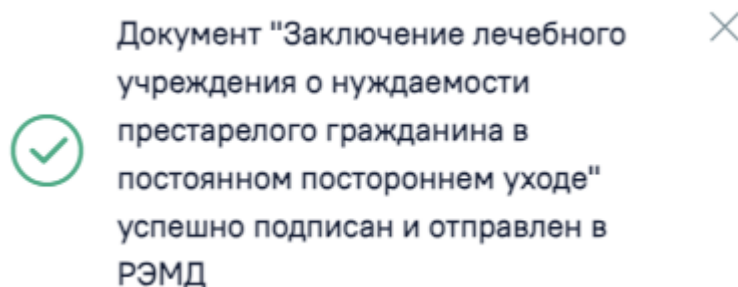 Документ "Заключение лечебного
учреждения о нуждаемости
престарелого гражданина в
постоянном постороннем уходе"
успешно подписан и отправлен в
РЭМД